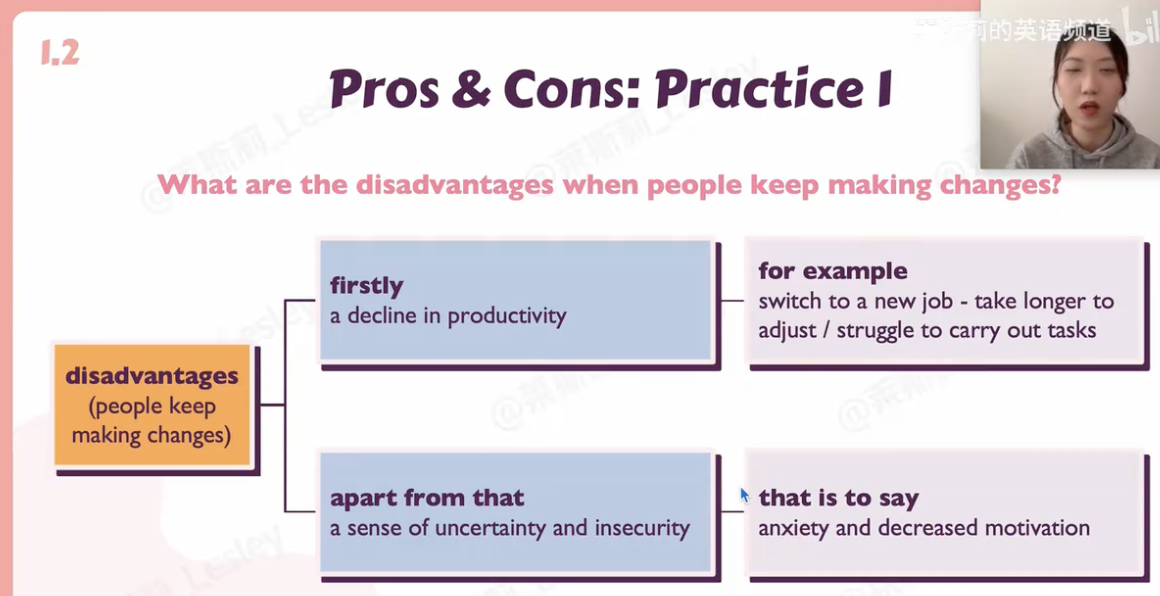 1.2
莉的英语频道
bili
Pros & Cons: Practice 1
What are the disadvantages when people keep making changes?
firstly
a decline in productivity
for example
switch to a new job - take longer to
adjust / struggle to carry out tasks
disadvantages
(people keep
making changes)
apart from that
a sense of uncertainty and insecurity
that is to say
anxiety and decreased motivation
@莱斯莉_Lesley